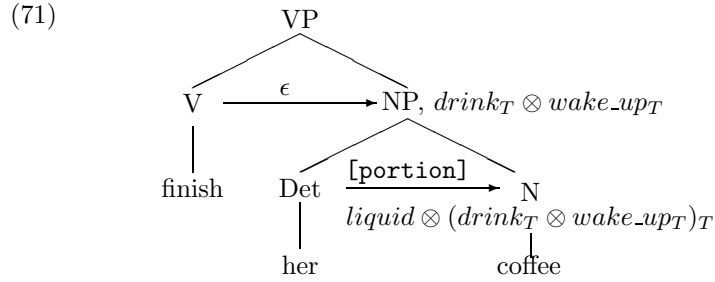 (71)
VP
V ϵ NP, drink_T ⊗ wake_up_T
finish Det [portion] N
liquid ⊗ (drink_T ⊗ wake_up_T)_T
her coffee